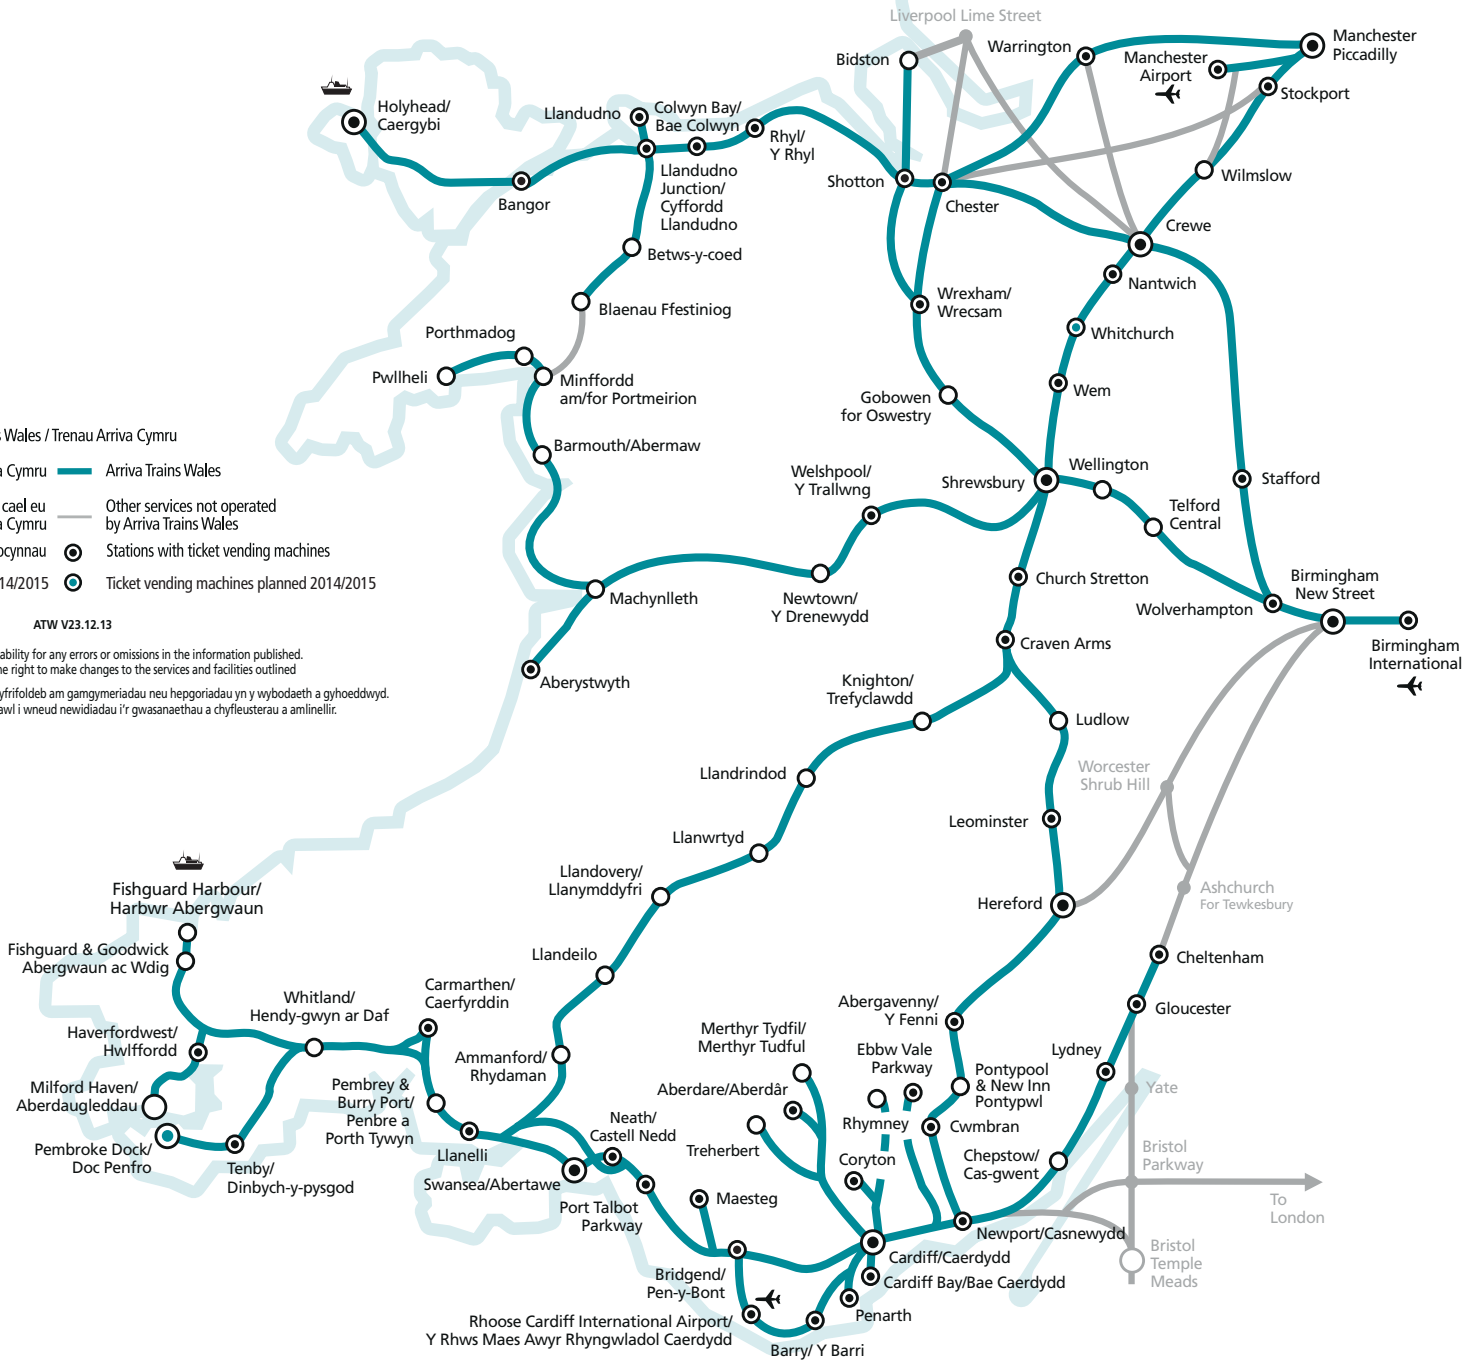 Liverpool Lime Street
Bidston
Warrington
Manchester
Airport
Manchester
Piccadilly
Stockport
Wilmslow
Holyhead/
Caergybi
Llandudno
Colwyn Bay/
Bae Colwyn
Rhyl/
Y Rhyl
Llandudno
Junction/
Cyffordd
Llandudno
Bangor
Shotton
Chester
Crewe
Betws-y-coed
Nantwich
Blaenau Ffestiniog
Wrexham/
Wrecsam
Whitchurch
Porthmadog
Pwllheli
Minffordd
am/for Portmeirion
Gobowen
for Oswestry
Wem
Barmouth/Abermaw
s Wales / Trenau Arriva Cymru
a Cymru
Arriva Trains Wales
cael eu
a Cymru
Other services not operated
by Arriva Trains Wales
ocynnau
Stations with ticket vending machines
14/2015
Ticket vending machines planned 2014/2015
ATW V23.12.13
ability for any errors or omissions in the information published.
ne right to make changes to the services and facilities outlined
yfrifoldeb am gamgymeriadau neu hepgoriadau yn y wybodaeth a gyhoeddwyd.
awl i wneud newidiadau i'r gwasanaethau a chyfleusterau a amlinellir.
Welshpool/
Y Trallwng
Shrewsbury
Wellington
Telford
Central
Stafford
Machynlleth
Newtown/
Y Drenewydd
Church Stretton
Wolverhampton
Birmingham
New Street
Birmingham
International
Aberystwyth
Craven Arms
Knighton/
Trefyclawdd
Ludlow
Llandrindod
Worcester
Shrub Hill
Leominster
Llanwrtyd
Llandovery/
Llanymddyfri
Hereford
Ashchurch
For Tewkesbury
Fishguard Harbour/
Harbwr Abergwaun
Fishguard & Goodwick
Abergwaun ac Wdig
Llandeilo
Cheltenham
Gloucester
Whitland/
Hendy-gwyn ar Daf
Carmarthen/
Caerfyrddin
Abergavenny/
Y Fenni
Haverfordwest/
Hwlffordd
Merthyr Tydfil/
Merthyr Tudful
Ebbw Vale
Parkway
Lydney
Milford Haven/
Aberdaugleddau
Ammanford/
Rhydaman
Aberdare/Aberdâr
Pontypool
& New Inn
Pontypwl
Yate
Pembrey &
Burry Port/
Penbre a
Porth Tywyn
Neath/
Castell Nedd
Rhymney
Cwmbran
Pembroke Dock/
Doc Penfro
Tenby/
Dinbych-y-pysgod
Llanelli
Treherbert
Coryton
Chepstow/
Cas-gwent
Bristol
Parkway
Swansea/Abertawe
Port Talbot
Parkway
Maesteg
To
London
Newport/Casnewydd
Cardiff/Caerdydd
Bristol
Temple
Meads
Bridgend/
Pen-y-Bont
Cardiff Bay/Bae Caerdydd
Penarth
Rhoose Cardiff International Airport/
Y Rhws Maes Awyr Rhyngwladol Caerdydd
Barry/ Y Barri